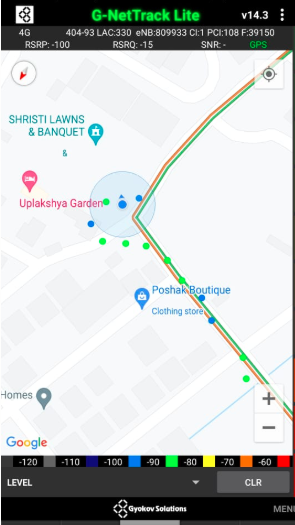 G-NetTrack Lite v14.3
4G 404-93 LAC:330 eNB:809933 CI:1 PCI:108 F:39150
RSRP: -100 RSRQ: -15 SNR: - GPS
SHRISTI LAWNS
& BANQUET
&
Uplakshya Garden
Poshak Boutique
Clothing store
Homes
Google
-120 -110 -100 -90 -80 -70 -60
LEVEL CLR
Gyokov Solutions MENU